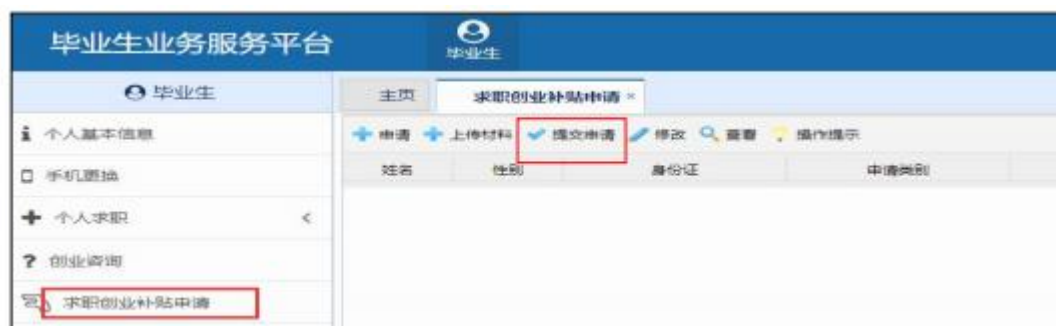 毕业生业务服务平台
毕业生
毕业生
主页
求职创业补贴申请 ×
个人基本信息
申请 上传材料 提交申请 修改 查看 操作提示
姓名 性别 身份证 申请类别
手机更换
个人求职
创业咨询
求职创业补贴申请